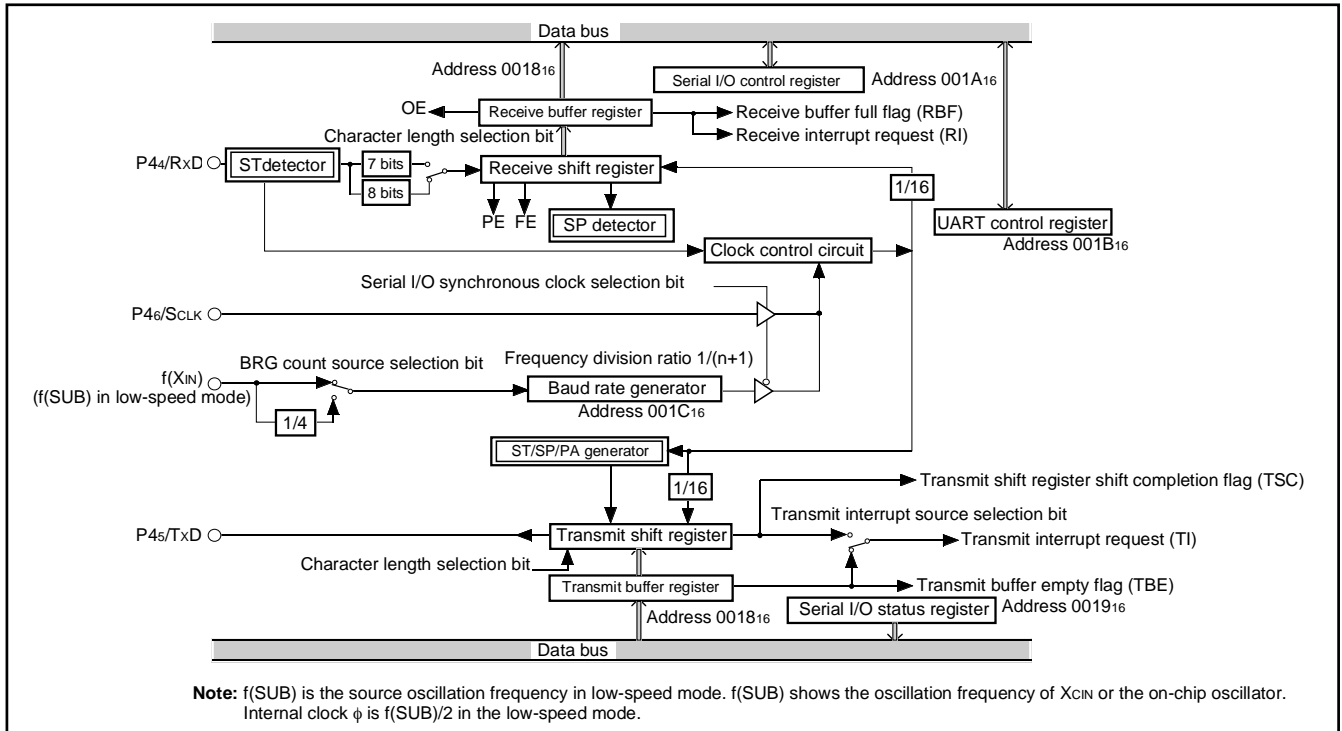 Data bus
Address 001816
Serial I/O control register
Address 001A16
OE
Receive buffer register
Receive buffer full flag (RBF)
Receive interrupt request (RI)
Character length selection bit
P44/RXD
STdetector
7 bits
8 bits
Receive shift register
1/16
PE
FE
SP detector
UART control register
Address 001B16
Clock control circuit
Serial I/O synchronous clock selection bit
P46/SCLK
BRG count source selection bit
Frequency division ratio 1/(n+1)
f(XIN)
(f(SUB) in low-speed mode)
Baud rate generator
Address 001C16
1/4
ST/SP/PA generator
1/16
Transmit shift register shift completion flag (TSC)
Transmit interrupt source selection bit
P45/TXD
Transmit shift register
Transmit interrupt request (TI)
Character length selection bit
Transmit buffer register
Transmit buffer empty flag (TBE)
Address 001816
Serial I/O status register
Address 001916
Data bus
Note: f(SUB) is the source oscillation frequency in low-speed mode. f(SUB) shows the oscillation frequency of XCIN or the on-chip oscillator.
Internal clock ϕ is f(SUB)/2 in the low-speed mode.